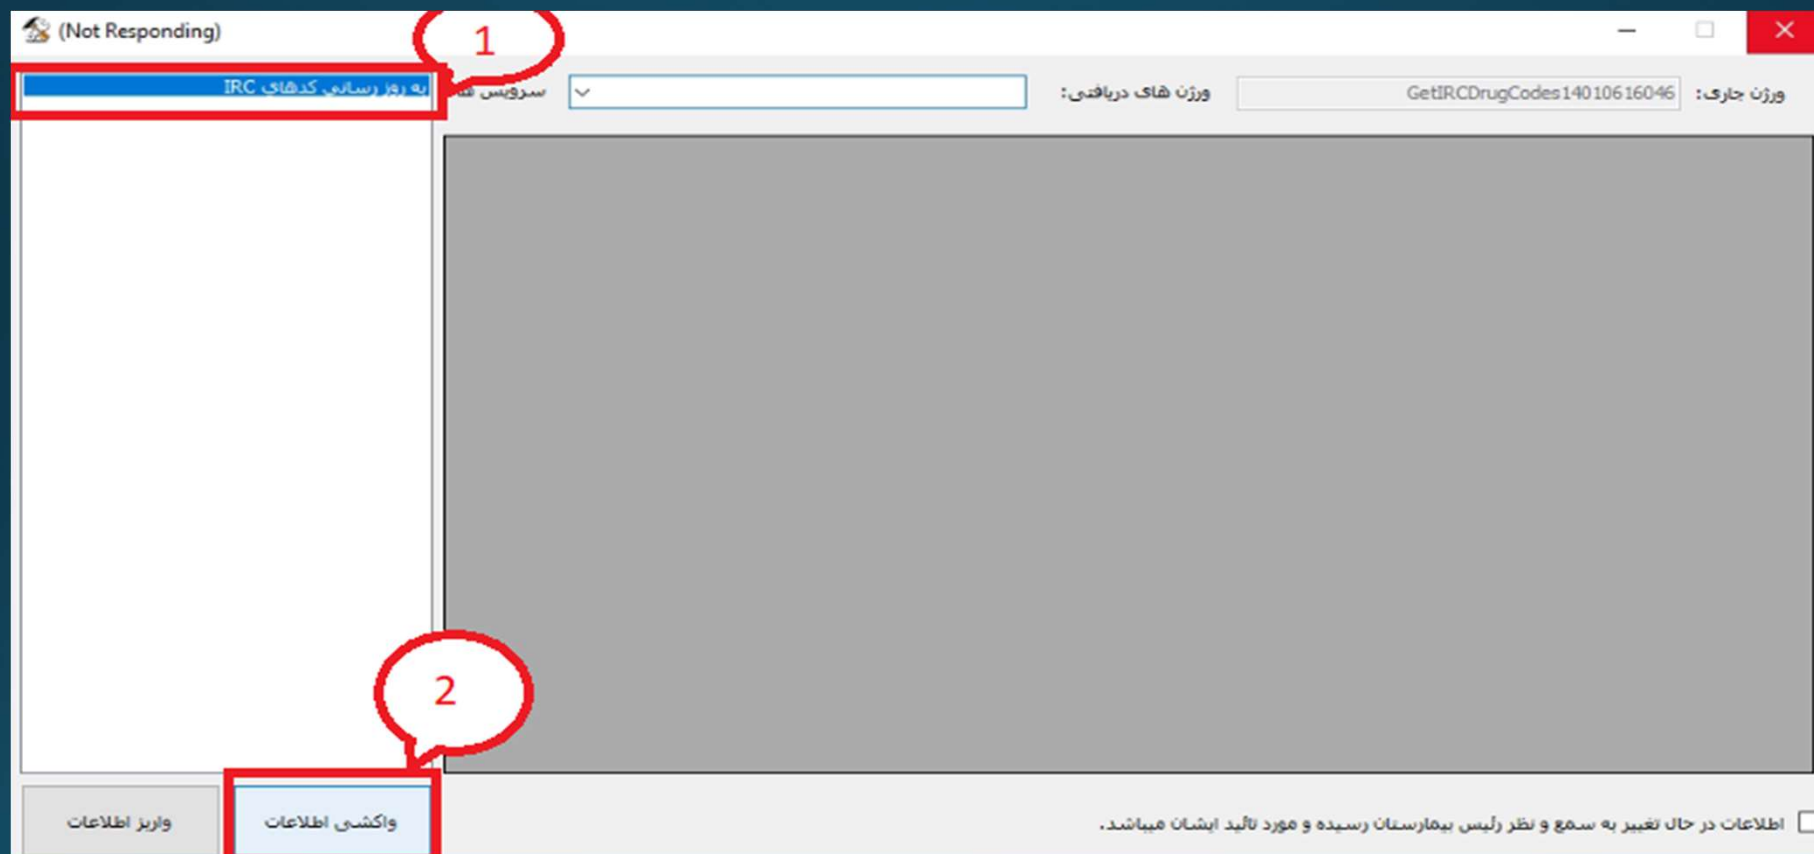 (Not Responding)
1
ورژن جاری: GetIRCDrugCodes14010616046 ورژن های دریافتی: سرویس
به روز رسانی کدهای IRC
2
اطلاعات در حال تغییر به سمع و نظر رئیس بیمارستان رسیده و مورد تائید ایشان میباشد.
واکشی اطلاعات
واریز اطلاعات